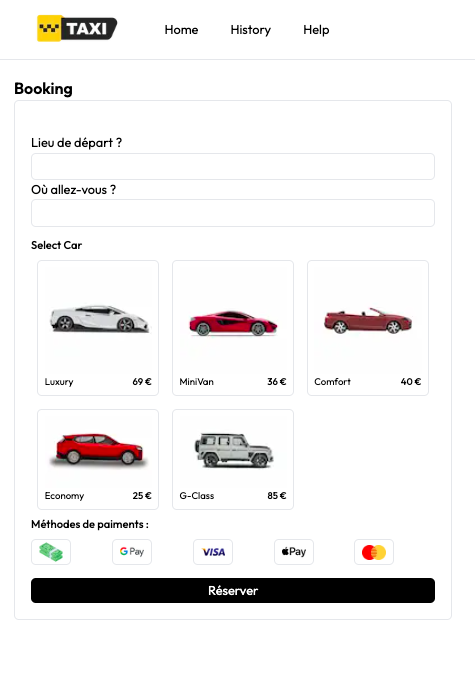 TAXI
Home History Help
Booking
Lieu de départ ?
Où allez-vous ?
Select Car
Luxury 69 € MiniVan 36 € Comfort 40 €
Economy 25 € G-Class 85 €
Méthodes de paiments :
G Pay VISA Pay
Réserver